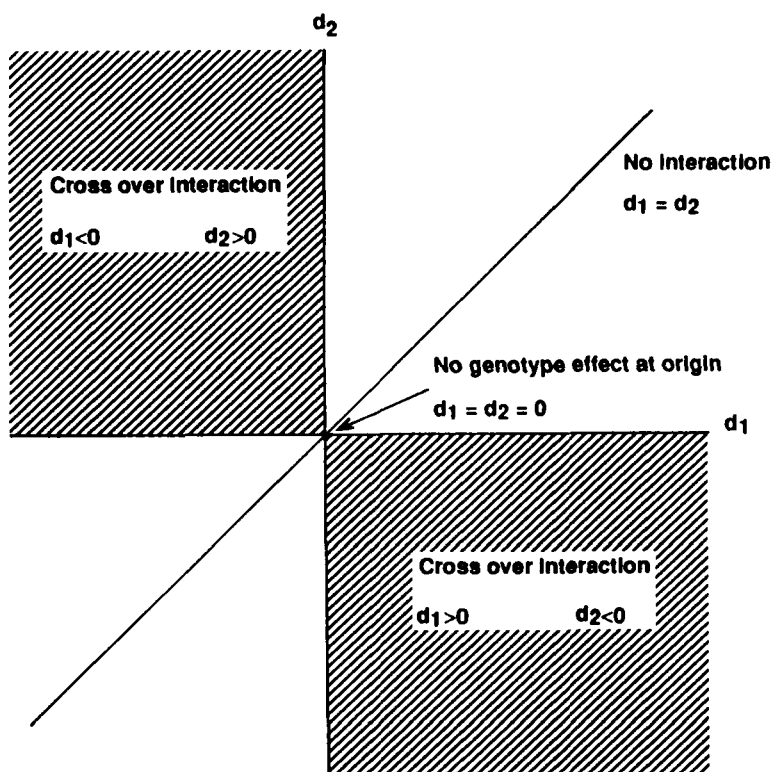 d2
Cross over Interaction
d1<0 d2>0
No Interaction
d1 = d2
No genotype effect at origin
d1 = d2 = 0
d1
Cross over Interaction
d1>0 d2<0